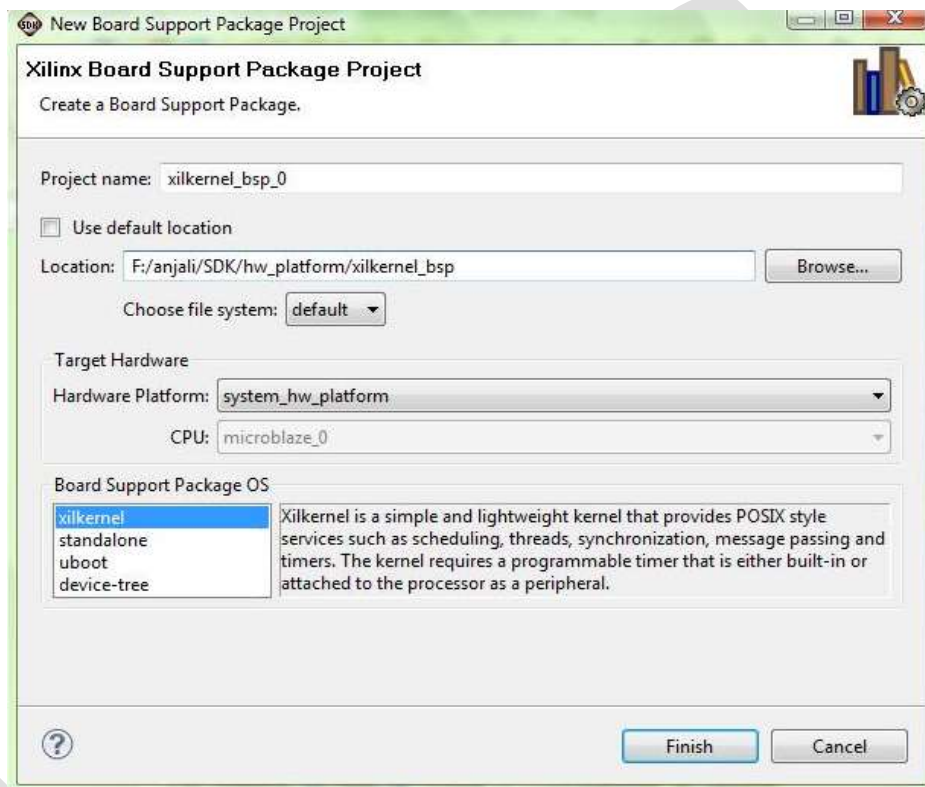 SDK New Board Support Package Project
Xilinx Board Support Package Project
Create a Board Support Package.
Project name: xilkernel_bsp_0
Use default location
Location: F:/anjali/SDK/hw_platform/xilkernel_bsp Browse...
Choose file system: default
Target Hardware
Hardware Platform: system_hw_platform
CPU: microblaze_0
Board Support Package OS
xilkernel
standalone
uboot
device-tree
Xilkernel is a simple and lightweight kernel that provides POSIX style
services such as scheduling, threads, synchronization, message passing and
timers. The kernel requires a programmable timer that is either built-in or
attached to the processor as a peripheral.
? Finish Cancel